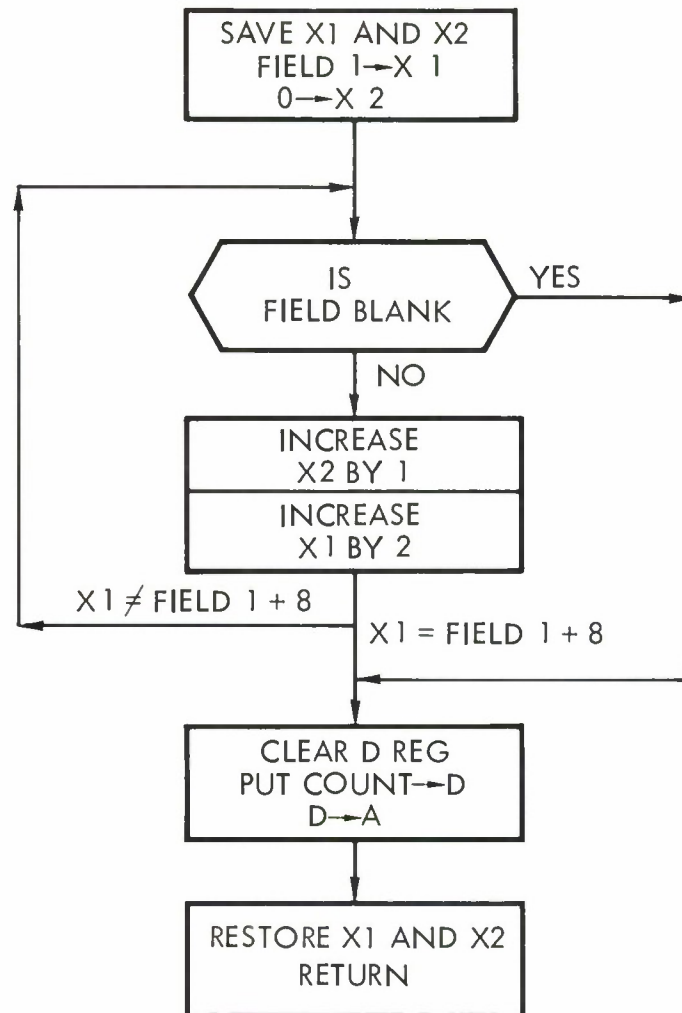 SAVE X1 AND X2
FIELD 1→X 1
0→X 2
IS
FIELD BLANK
YES
NO
INCREASE
X2 BY 1
INCREASE
X1 BY 2
X1 ≠ FIELD 1 + 8
X1 = FIELD 1 + 8
CLEAR D REG
PUT COUNT→D
D→A
RESTORE X1 AND X2
RETURN